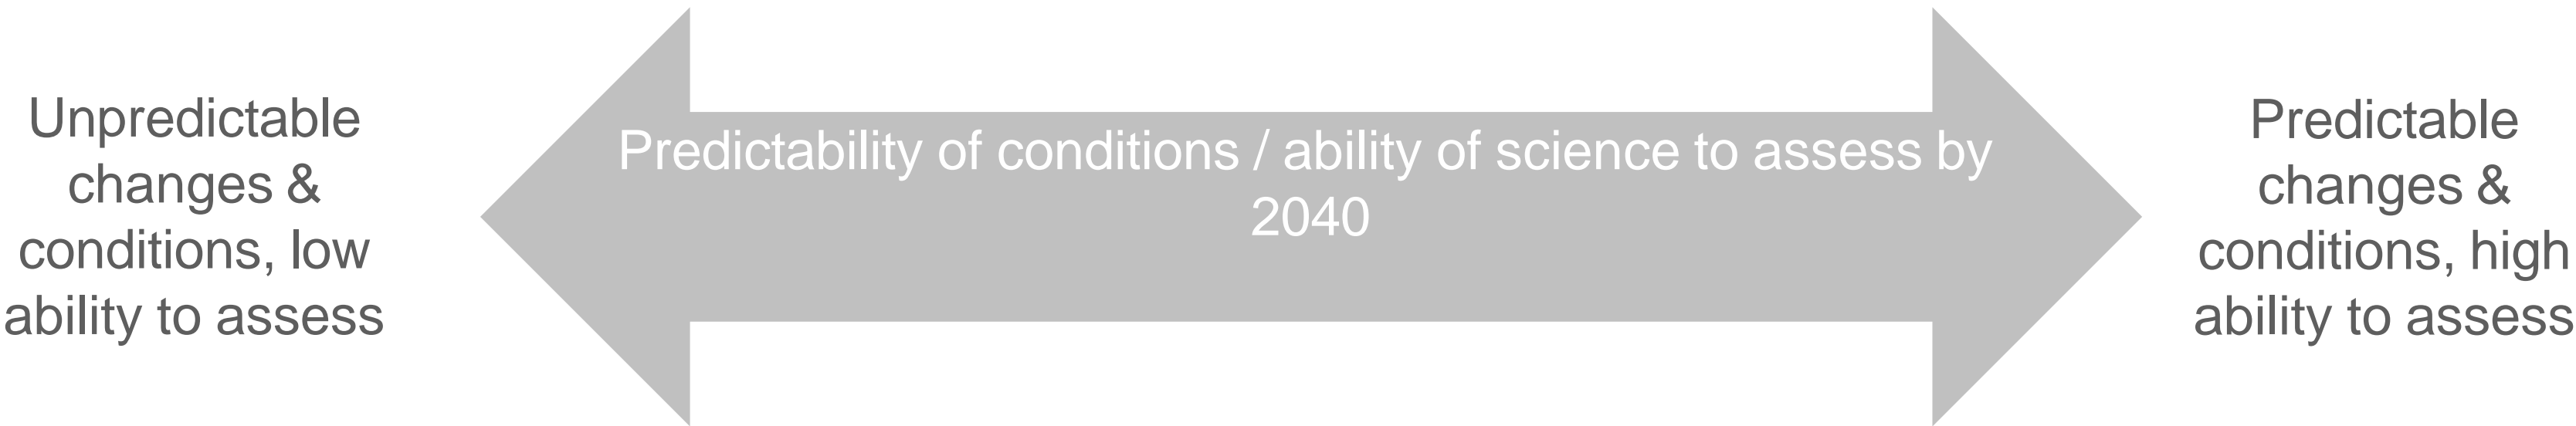 Unpredictable
changes &
conditions, low
ability to assess
Predictability of conditions / ability of science to assess by
2040
Predictable
changes &
conditions, high
ability to assess